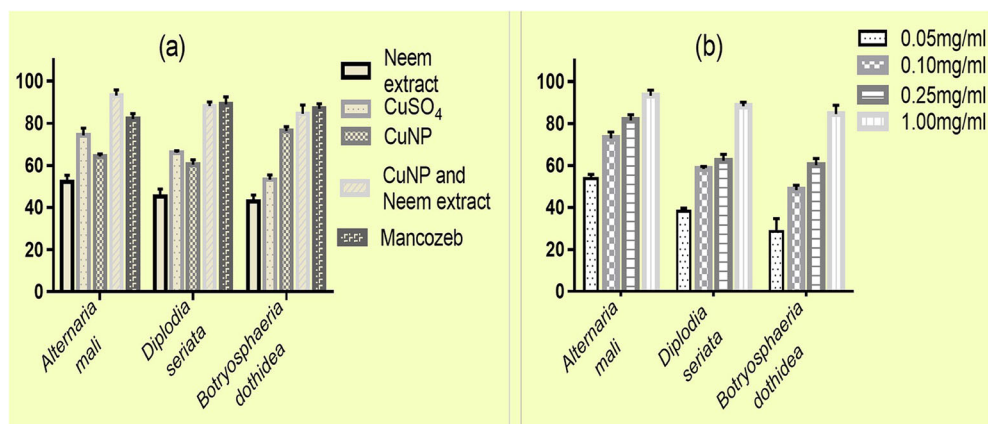 (a)
100
80
60
40
20
0
Alternaria
mali
Diplodia
seriata
Botryosphaeria
dothidea
Neem
extract
CuSO₄
CuNP
CuNP and
Neem extract
Mancozeb
(b)
100
80
60
40
20
0
Alternaria
mali
Diplodia
seriata
Botryosphaeria
dothidea
0.05mg/ml
0.10mg/ml
0.25mg/ml
1.00mg/ml